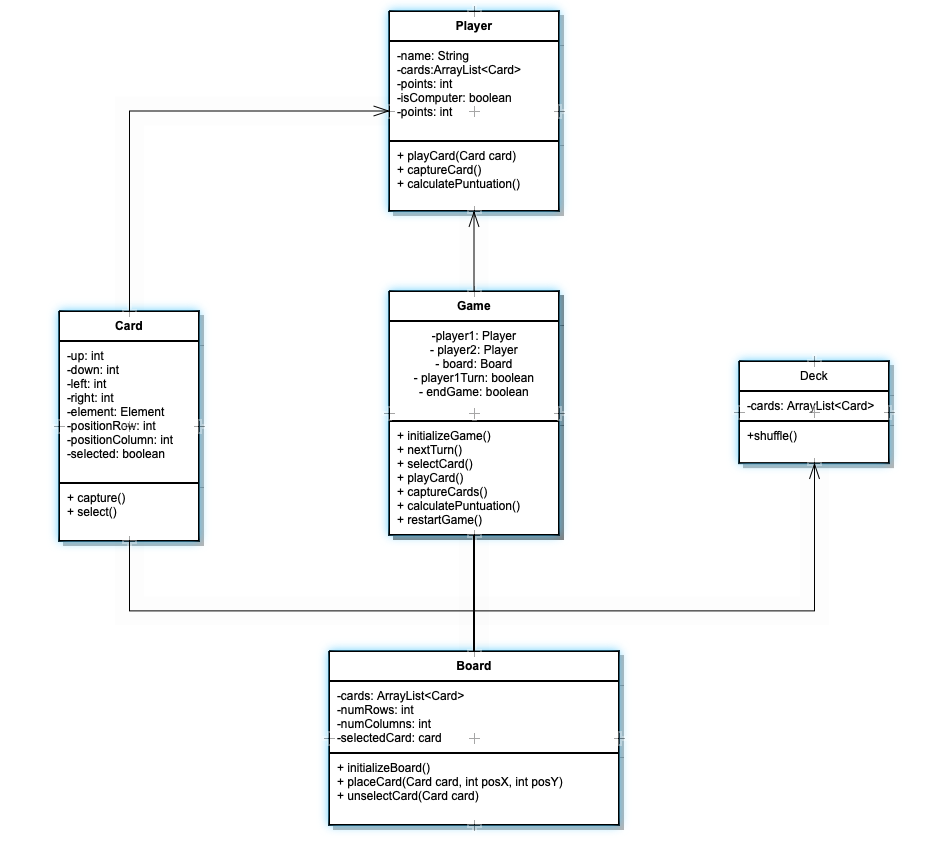 Player
-name: String
-cards:ArrayList<Card>
-points: int
-isComputer: boolean
-points: int
+ playCard(Card card)
+ captureCard()
+ calculatePuntuation()
Card
-up: int
-down: int
-left: int
-right: int
-element: Element
-positionRow: int
-positionColumn: int
-selected: boolean
+ capture()
+ select()
Game
-player1: Player
- player2: Player
- board: Board
- player1Turn: boolean
- endGame: boolean
+ initializeGame()
+ nextTurn()
+ selectCard()
+ playCard()
+ captureCards()
+ calculatePuntuation()
+ restartGame()
Deck
-cards: ArrayList<Card>
+shuffle()
Board
-cards: ArrayList<Card>
-numRows: int
-numColumns: int
-selectedCard: card
+ initializeBoard()
+ placeCard(Card card, int posX, int posY)
+ unselectCard(Card card)